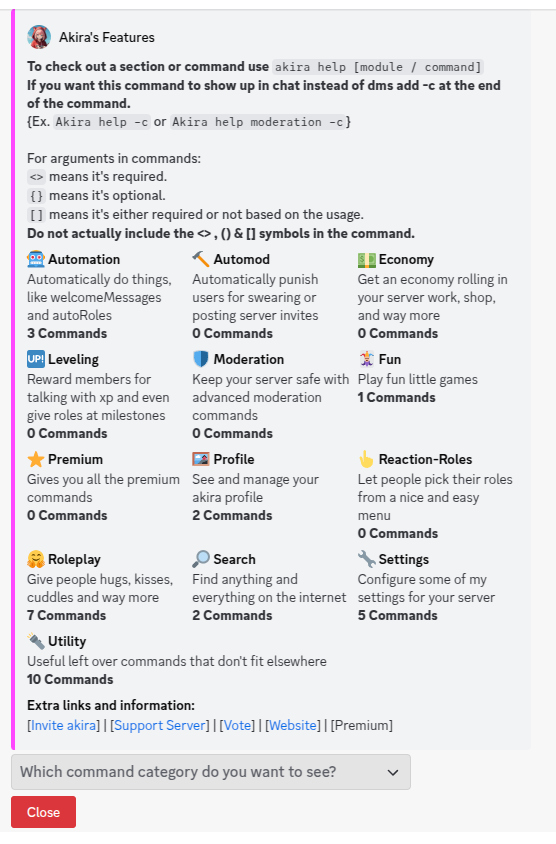 Akira's Features
To check out a section or command use akira help [module / command]
If you want this command to show up in chat instead of dms add -c at the end
of the command.
{Ex. Akira help -c or Akira help moderation -c}
For arguments in commands:
<> means it's required.
{} means it's optional.
[] means it's either required or not based on the usage.
Do not actually include the <> , () & [] symbols in the command.
Automation
Automatically do things,
like welcomeMessages
and autoRoles
3 Commands
Automod
Automatically punish
users for swearing or
posting server invites
0 Commands
Economy
Get an economy rolling in
your server work, shop,
and way more
0 Commands
UP! Leveling
Reward members for
talking with xp and even
give roles at milestones
0 Commands
Moderation
Keep your server safe with
advanced moderation
commands
0 Commands
Fun
Play fun little games
1 Commands
Premium
Gives you all the premium
commands
0 Commands
Profile
See and manage your
akira profile
2 Commands
Reaction-Roles
Let people pick their roles
from a nice and easy
menu
0 Commands
Roleplay
Give people hugs, kisses,
cuddles and way more
7 Commands
Search
Find anything and
everything on the internet
2 Commands
Settings
Configure some of my
settings for your server
5 Commands
Utility
Useful left over commands that don't fit elsewhere
10 Commands
Extra links and information:
[Invite akira] | [Support Server] | [Vote] | [Website] | [Premium]
Which command category do you want to see?
Close